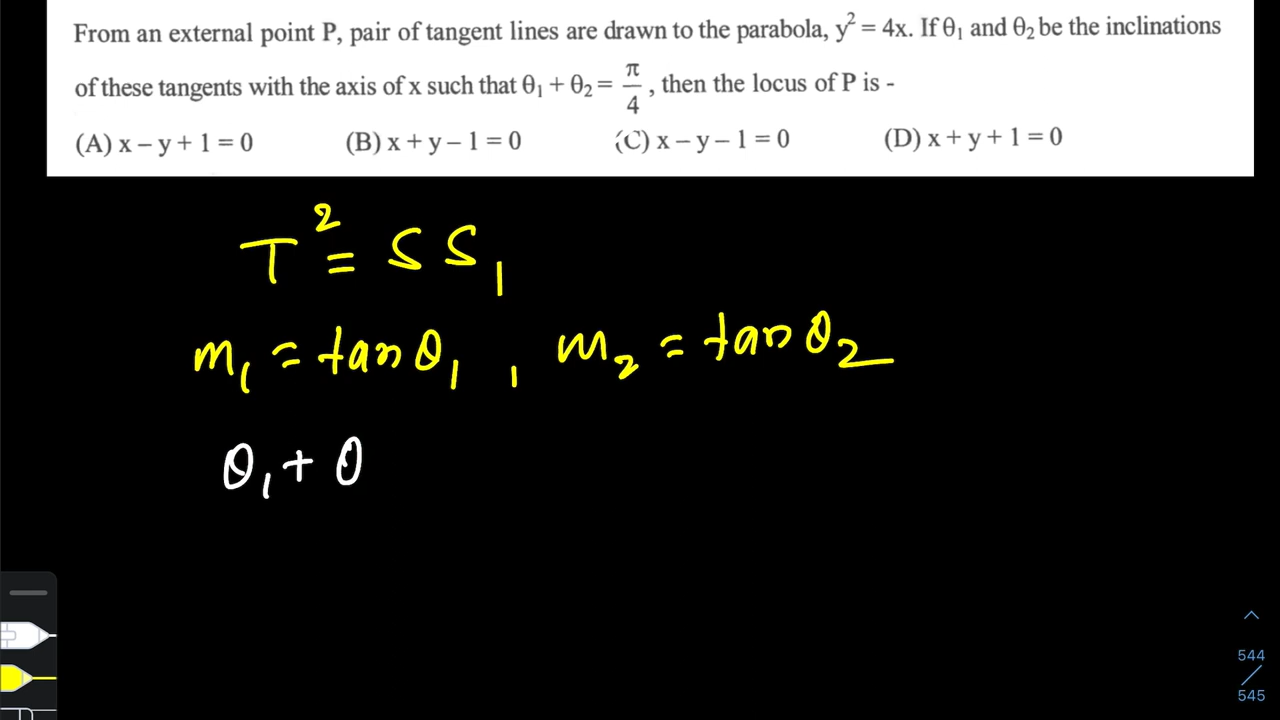 From an external point P, pair of tangent lines are drawn to the parabola, y² = 4x. If θ₁ and θ₂ be the inclinations
of these tangents with the axis of x such that θ₁ + θ₂ = π/4, then the locus of P is -
(A) x – y + 1 = 0 (B) x + y – 1 = 0 (C) x – y – 1 = 0 (D) x + y + 1 = 0
T² = S S₁
m₁ = tan θ₁ , m₂ = tan θ₂
θ₁ + θ
544
/
545